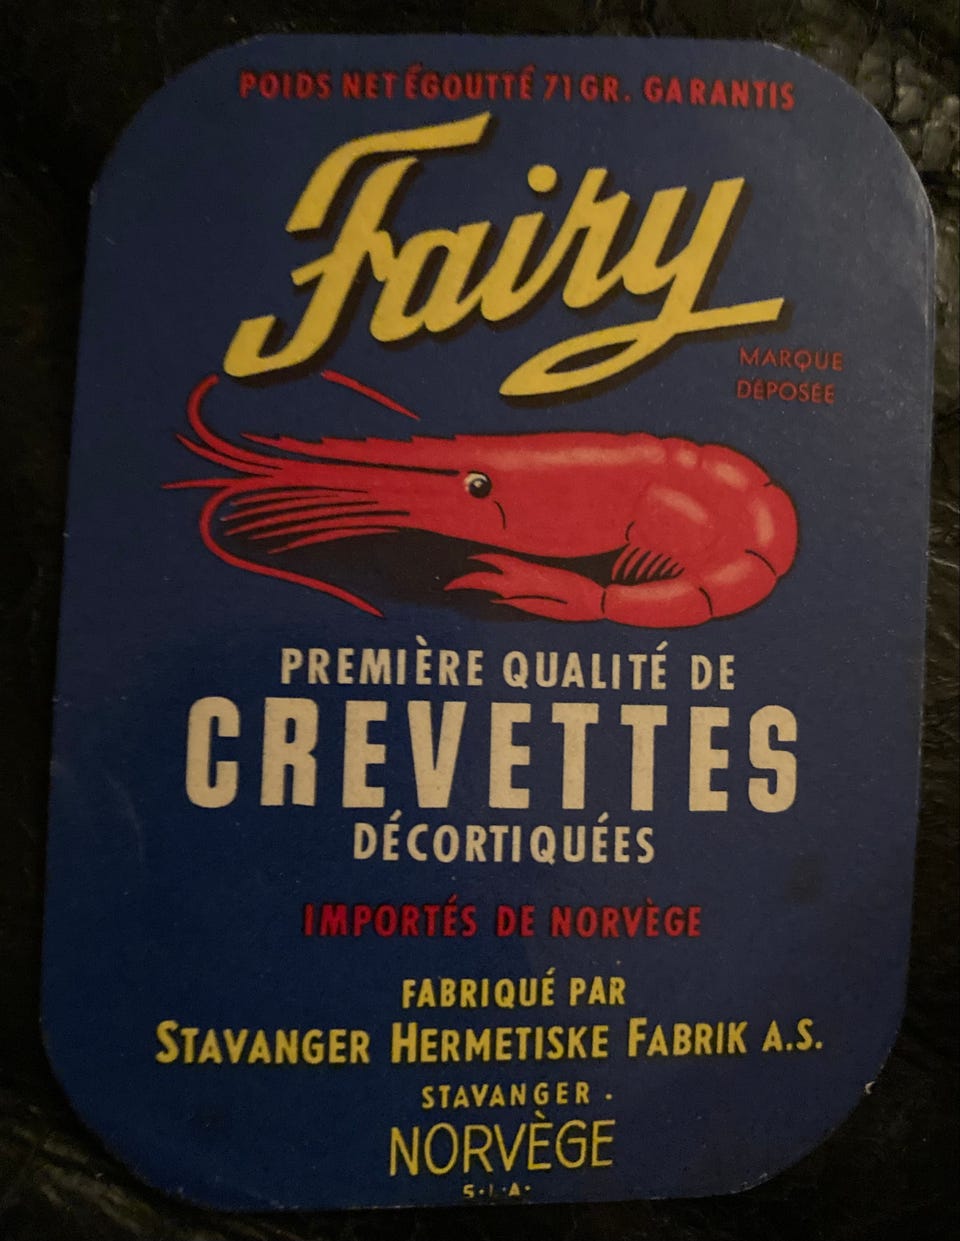 POIDS NET ÉGOUTTÉ 71 GR. GARANTIS
Fairy
MARQUE
DÉPOSÉE
PREMIÈRE QUALITÉ DE
CREVETTES
DÉCORTIQUÉES
IMPORTÉS DE NORVÈGE
FABRIQUÉ PAR
STAVANGER HERMETISKE FABRIK A.S.
STAVANGER .
NORVÈGE